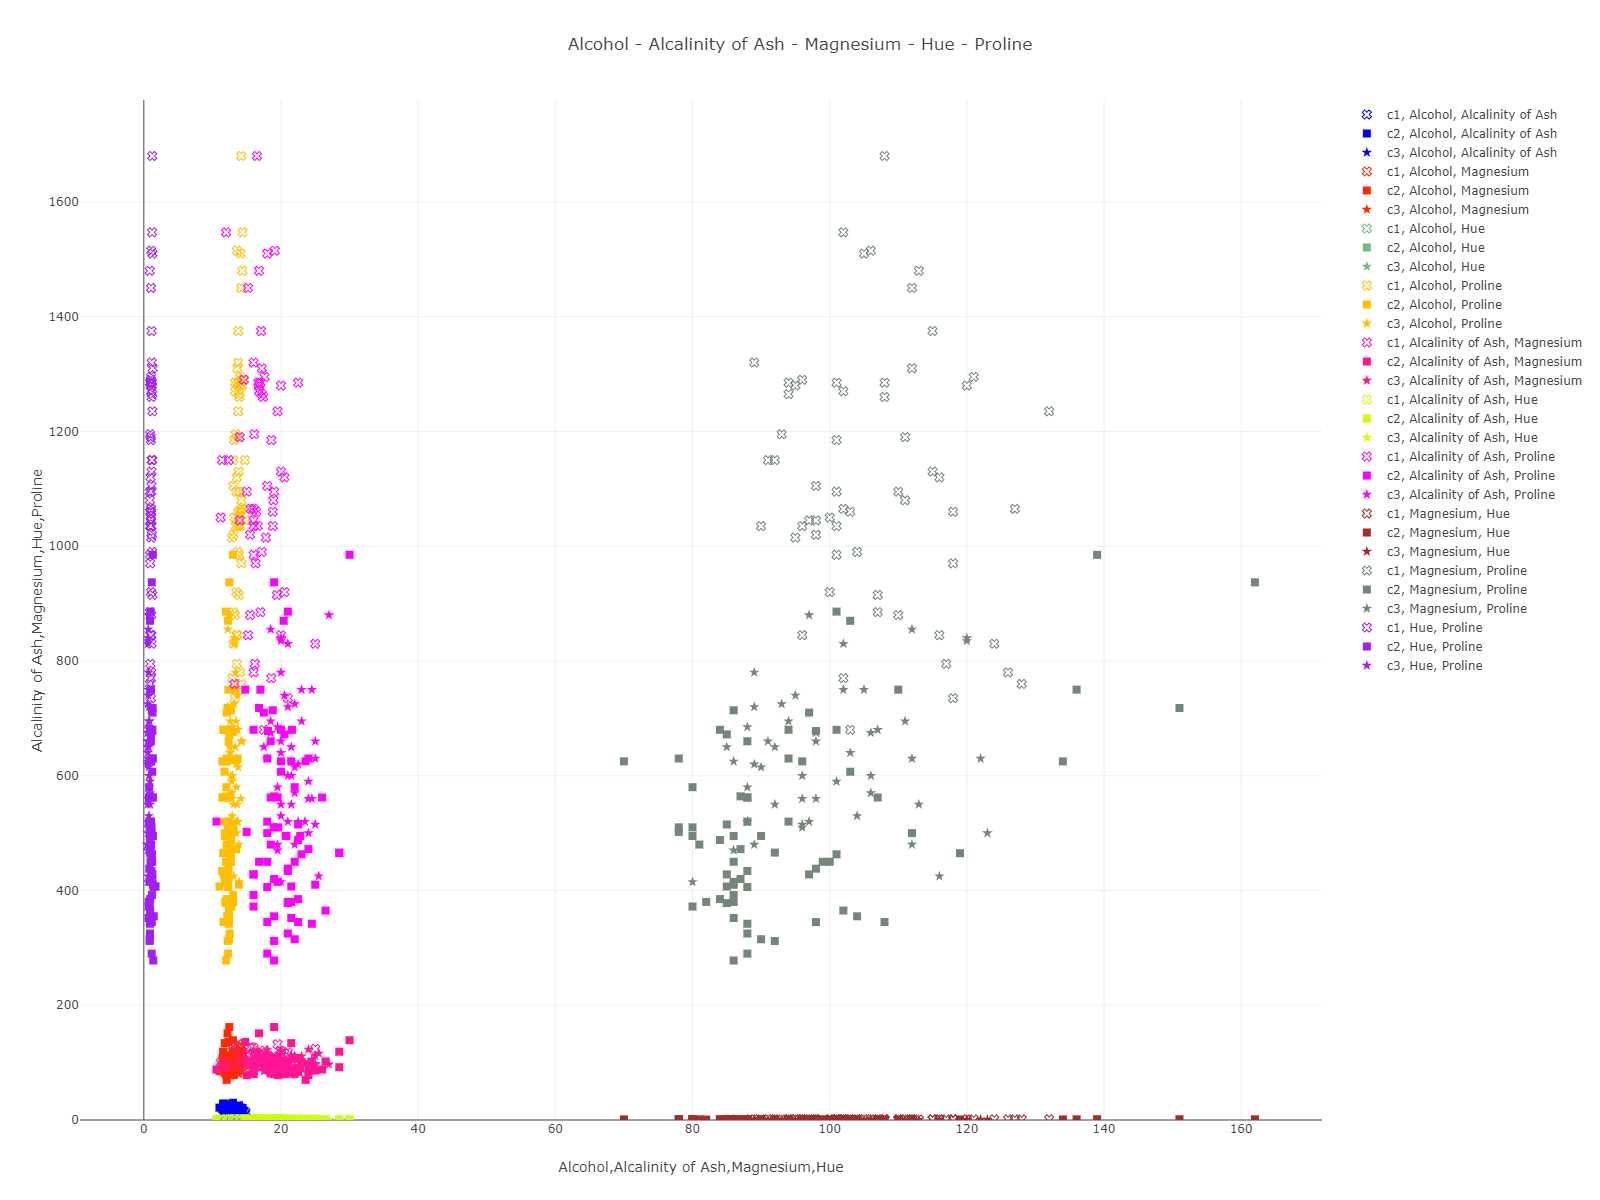 Alcohol - Alcalinity of Ash - Magnesium - Hue - Proline
c1, Alcohol, Alcalinity of Ash
c2, Alcohol, Alcalinity of Ash
c3, Alcohol, Alcalinity of Ash
c1, Alcohol, Magnesium
c2, Alcohol, Magnesium
c3, Alcohol, Magnesium
c1, Alcohol, Hue
c2, Alcohol, Hue
c3, Alcohol, Hue
c1, Alcohol, Proline
c2, Alcohol, Proline
c3, Alcohol, Proline
c1, Alcalinity of Ash, Magnesium
c2, Alcalinity of Ash, Magnesium
c3, Alcalinity of Ash, Magnesium
c1, Alcalinity of Ash, Hue
c2, Alcalinity of Ash, Hue
c3, Alcalinity of Ash, Hue
c1, Alcalinity of Ash, Proline
c2, Alcalinity of Ash, Proline
c3, Alcalinity of Ash, Proline
c1, Magnesium, Hue
c2, Magnesium, Hue
c3, Magnesium, Hue
c1, Magnesium, Proline
c2, Magnesium, Proline
c3, Magnesium, Proline
c1, Hue, Proline
c2, Hue, Proline
c3, Hue, Proline
Alcalinity of Ash,Magnesium,Hue,Proline
1600
1400
1200
1000
800
600
400
200
0
0 20 40 60 80 100 120 140 160
Alcohol,Alcalinity of Ash,Magnesium,Hue